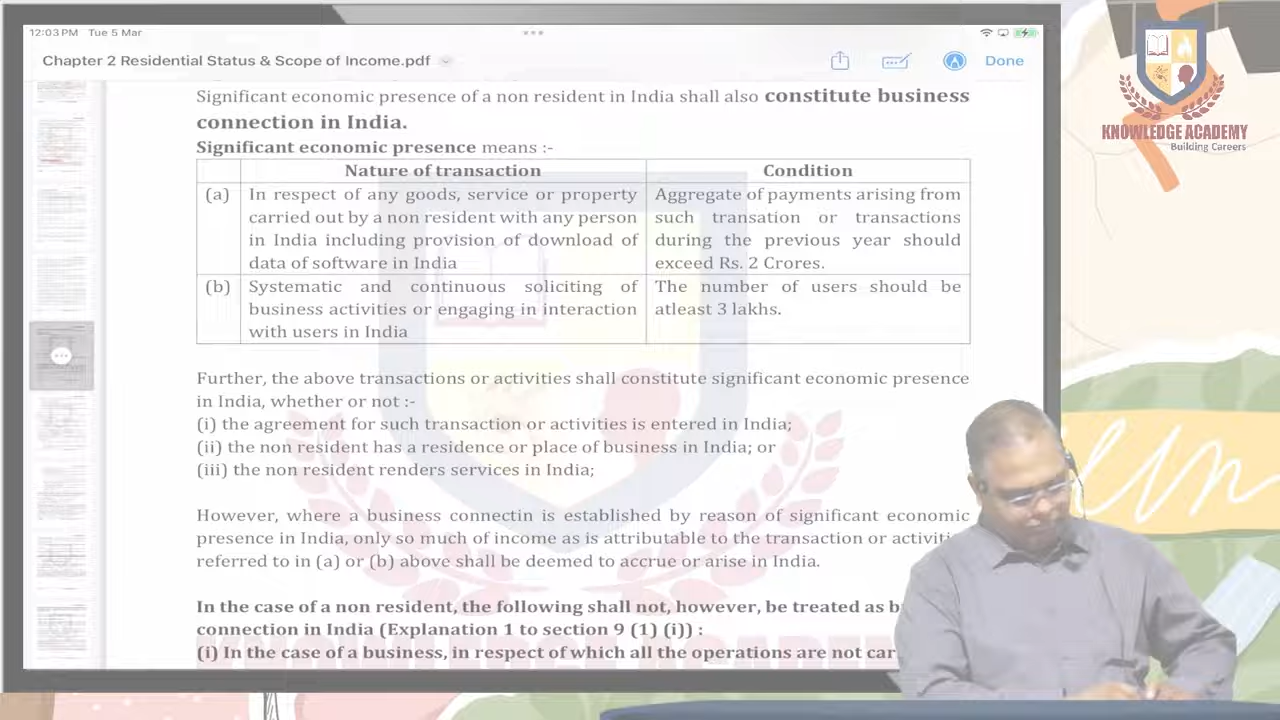 12:03 PM Tue 5 Mar
Chapter 2 Residential Status & Scope of Income.pdf
Done
KNOWLEDGE ACADEMY
Building Careers
Significant economic presence of a non resident in India shall also constitute business
connection in India.
Significant economic presence means :-
Nature of transaction
Condition
(a) In respect of any goods, or property
carried out by a non resident with any person
in India including provision of download of
data of software in India
Aggregate of payments arising from
such transation or transactions
during the previous year should
exceed Rs. 2 Crores.
(b) Systematic and continuous soliciting of
business activities or engaging in interaction
with users in India
The number of users should be
atleast 3 lakhs.
Further, the above transactions or activities shall constitute significant economic presence
in India, whether or not :-
(i) the agreement for such transaction or activities is entered in India;
(ii) the non resident has a residence or place of business in India; or
(iii) the non resident renders services in India;
However, where a business is established by reason of significant economic
presence in India, only so much income as is attributable to the transaction or
referred to in (a) or (b) above shall be deemed to accrue or arise in India.
In the case of non resident, the following shall not, however, be treated as
connection in India (Explanation to section 9 (1) (i)) :
(i) In the case of a business, in respect of which all the operations are not